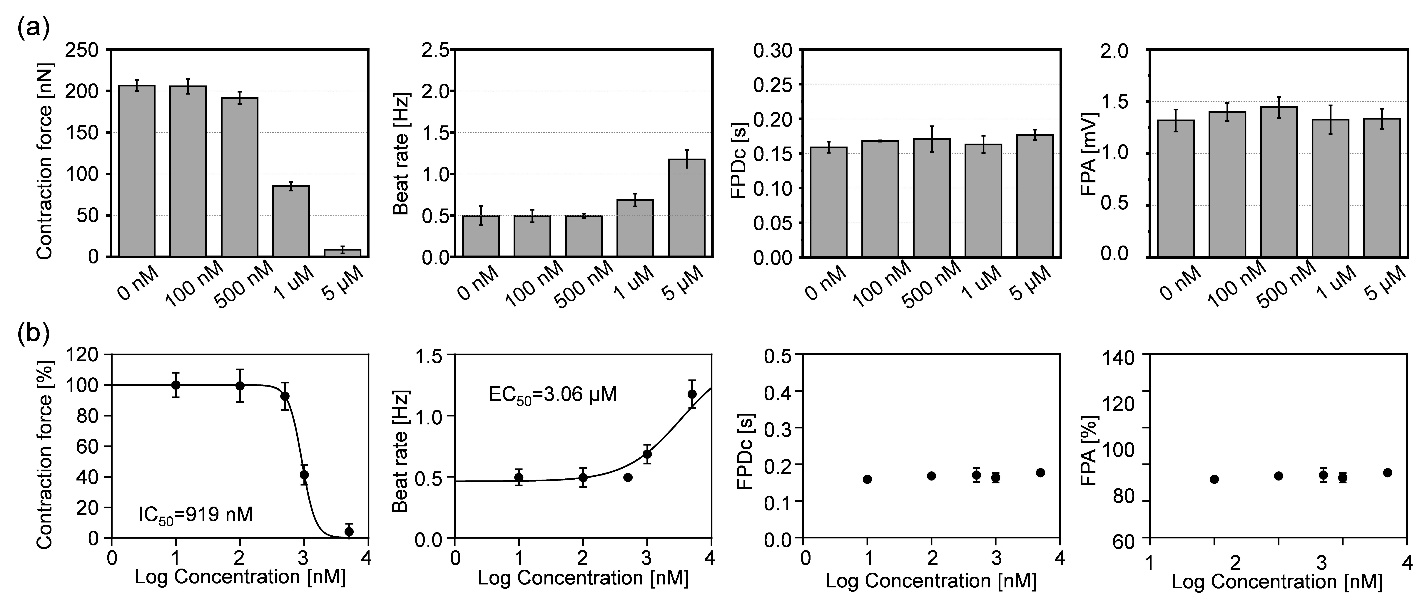 (a)
Contraction force [nN]
250
200
150
100
50
0
0 nM
100 nM
500 nM
1 uM
5 µM
Beat rate [Hz]
2.5
2.0
1.5
1.0
0.5
0.0
0 nM
100 nM
500 nM
1 uM
5 µM
FPDc [s]
0.30
0.25
0.20
0.15
0.10
0.05
0.00
0 nM
100 nM
500 nM
1 uM
5 µM
FPA [mV]
2.0
1.5
1.0
0.5
0.0
0 nM
100 nM
500 nM
1 uM
5 µM
(b)
Contraction force [%]
120
100
80
60
40
20
0
IC50=919 nM
0 1 2 3 4
Log Concentration [nM]
Beat rate [Hz]
1.5
1.0
0.5
0.0
EC50=3.06 µM
0 1 2 3 4
Log Concentration [nM]
FPDc [s]
0.5
0.4
0.3
0.2
0.1
0.0
0 1 2 3 4
Log Concentration [nM]
FPA [%]
140
120
100
80
60
1 2 3 4
Log Concentration [nM]